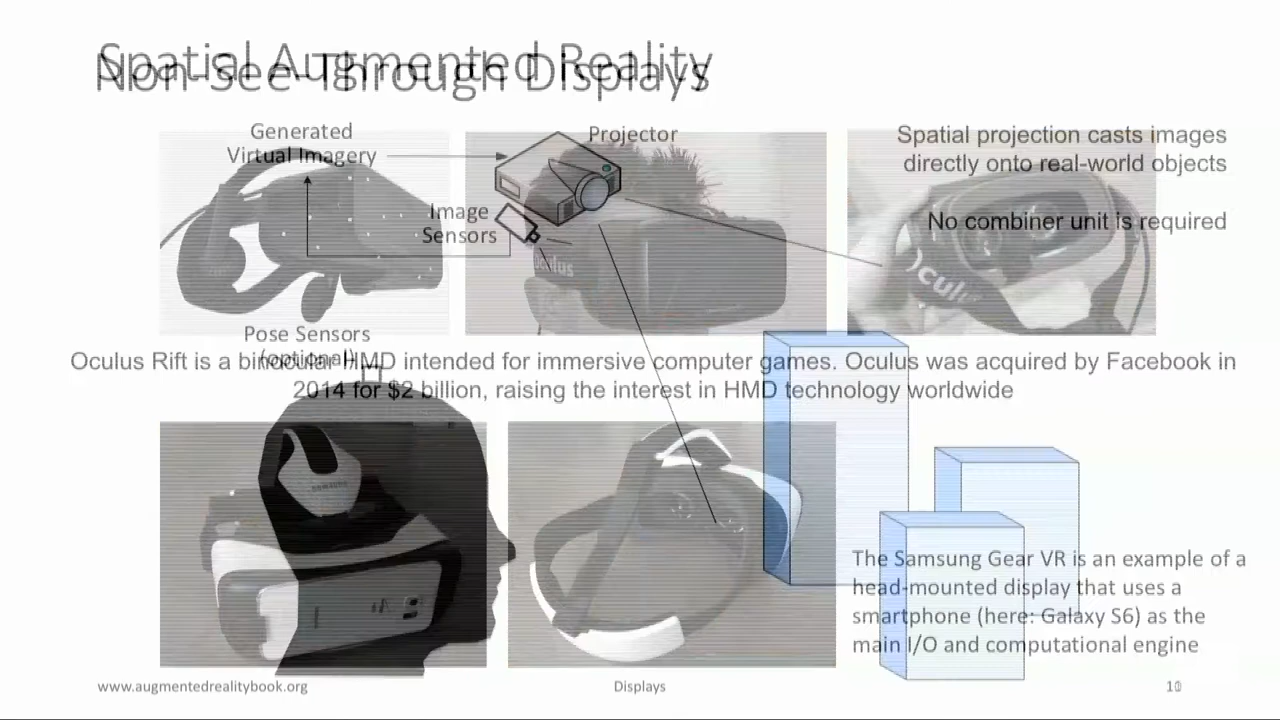 Spatial Augmented Reality
Non-See-Through Displays
Generated
Virtual Imagery
Projector
Spatial projection casts images
directly onto real-world objects
Image
Sensors
No combiner unit is required
oculus
Oculus
Pose Sensors
(optional)
Oculus Rift is a binocular HMD intended for immersive computer games. Oculus was acquired by Facebook in
2014 for $2 billion, raising the interest in HMD technology worldwide
SAMSUNG
The Samsung Gear VR is an example of a
head-mounted display that uses a
smartphone (here: Galaxy S6) as the
main I/O and computational engine
www.augmentedrealitybook.org
Displays